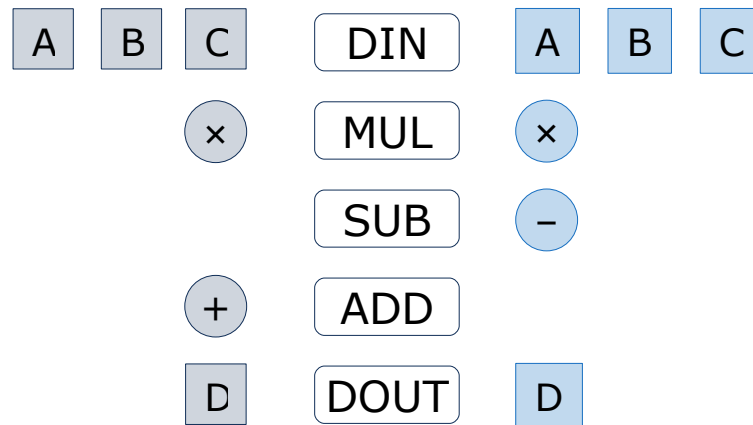 A B C DIN A B C
× MUL ×
SUB –
+ ADD
D DOUT D